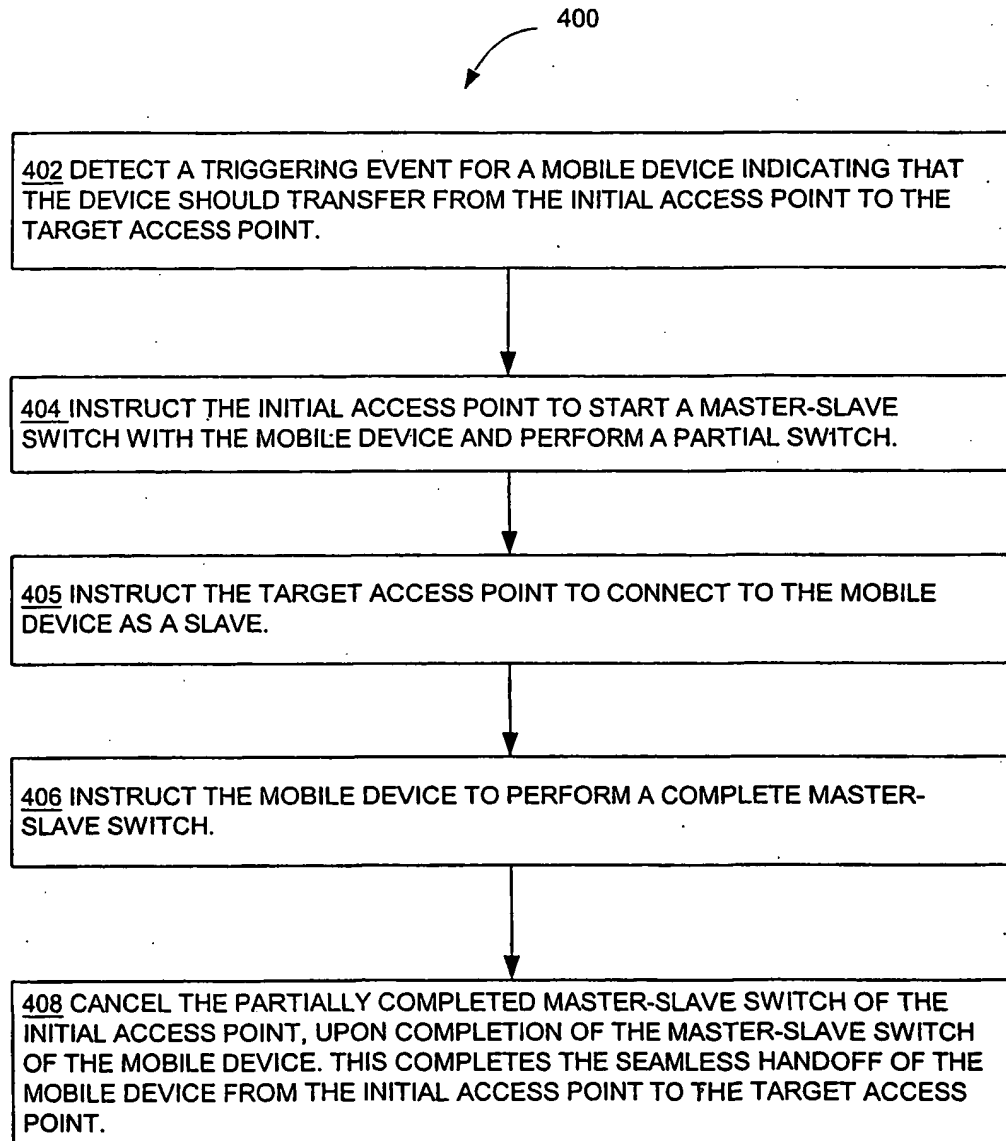 400
402 DETECT A TRIGGERING EVENT FOR A MOBILE DEVICE INDICATING THAT
THE DEVICE SHOULD TRANSFER FROM THE INITIAL ACCESS POINT TO THE
TARGET ACCESS POINT.
404 INSTRUCT THE INITIAL ACCESS POINT TO START A MASTER-SLAVE
SWITCH WITH THE MOBILE DEVICE AND PERFORM A PARTIAL SWITCH.
405 INSTRUCT THE TARGET ACCESS POINT TO CONNECT TO THE MOBILE
DEVICE AS A SLAVE.
406 INSTRUCT THE MOBILE DEVICE TO PERFORM A COMPLETE MASTER-
SLAVE SWITCH.
408 CANCEL THE PARTIALLY COMPLETED MASTER-SLAVE SWITCH OF THE
INITIAL ACCESS POINT, UPON COMPLETION OF THE MASTER-SLAVE SWITCH
OF THE MOBILE DEVICE. THIS COMPLETES THE SEAMLESS HANDOFF OF THE
MOBILE DEVICE FROM THE INITIAL ACCESS POINT TO THE TARGET ACCESS
POINT.